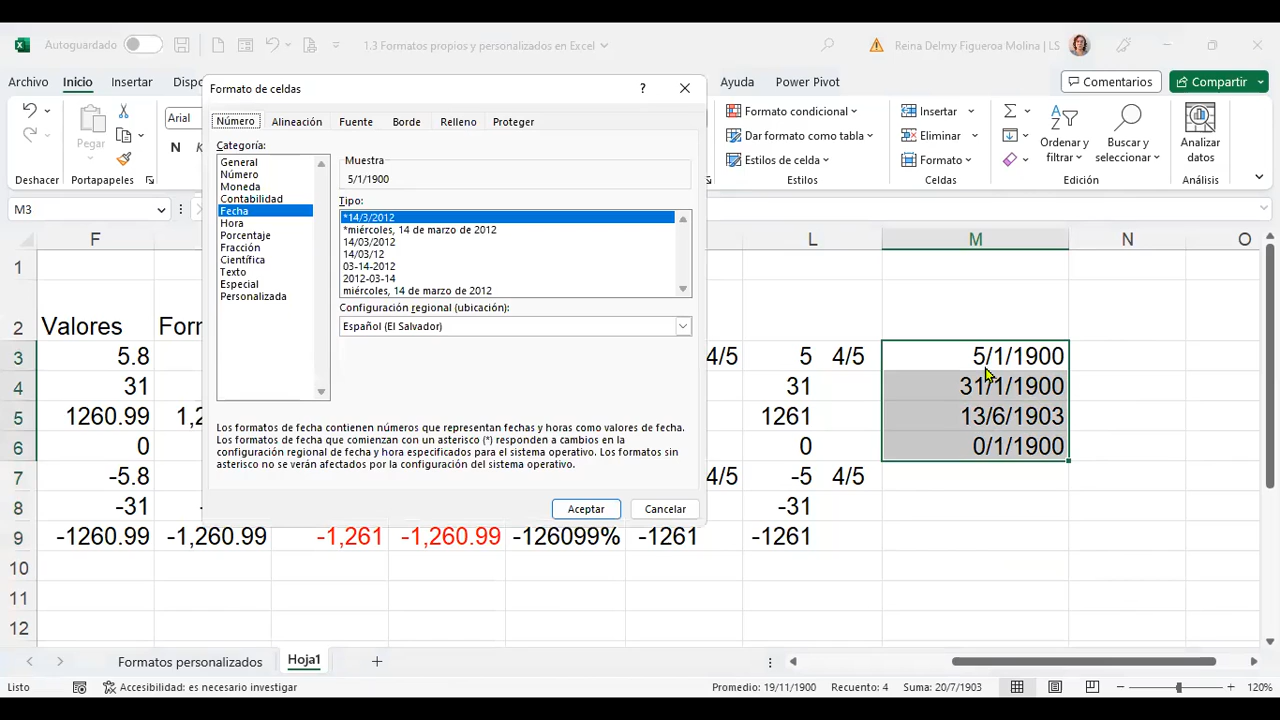 Autoguardado
1.3 Formatos propios y personalizados en Excel
Reina Delmy Figueroa Molina | LS
Archivo Inicio Insertar Dispo Ayuda Power Pivot Comentarios Compartir
Pegar
Arial
N
Deshacer Portapapeles
Formato condicional
Dar formato como tabla
Estilos de celda
Estilos
Insertar
Eliminar
Formato
Celdas
Ordenar y filtrar
Buscar y seleccionar
Edición
Analizar datos
Análisis
M3
Formato de celdas
Número Alineación Fuente Borde Relleno Proteger
Categoría:
General
Número
Moneda
Contabilidad
Fecha
Hora
Porcentaje
Fracción
Científica
Texto
Especial
Personalizada
Muestra
5/1/1900
Tipo:
*14/3/2012
*miércoles, 14 de marzo de 2012
14/03/2012
14/03/12
03-14-2012
2012-03-14
miércoles, 14 de marzo de 2012
Configuración regional (ubicación):
Español (El Salvador)
Los formatos de fecha contienen números que representan fechas y horas como valores de fecha.
Los formatos de fecha que comienzan con un asterisco (*) responden a cambios en la
configuración regional de fecha y hora especificados para el sistema operativo. Los formatos sin
asterisco no se verán afectados por la configuración del sistema operativo.
Aceptar Cancelar
F L M N O
1
2 Valores Form
3 5.8 4/5 5 4/5 5/1/1900
4 31 31 31/1/1900
5 1260.99 1, 1261 13/6/1903
6 0 0 0/1/1900
7 -5.8 4/5 -5 4/5
8 -31 -31
9 -1260.99 -1,260.99 -1,261 -1,260.99 -126099% -1261 -1261
10
11
12
Formatos personalizados Hoja1
Listo Accesibilidad: es necesario investigar Promedio: 19/11/1900 Recuento: 4 Suma: 20/7/1903 120%